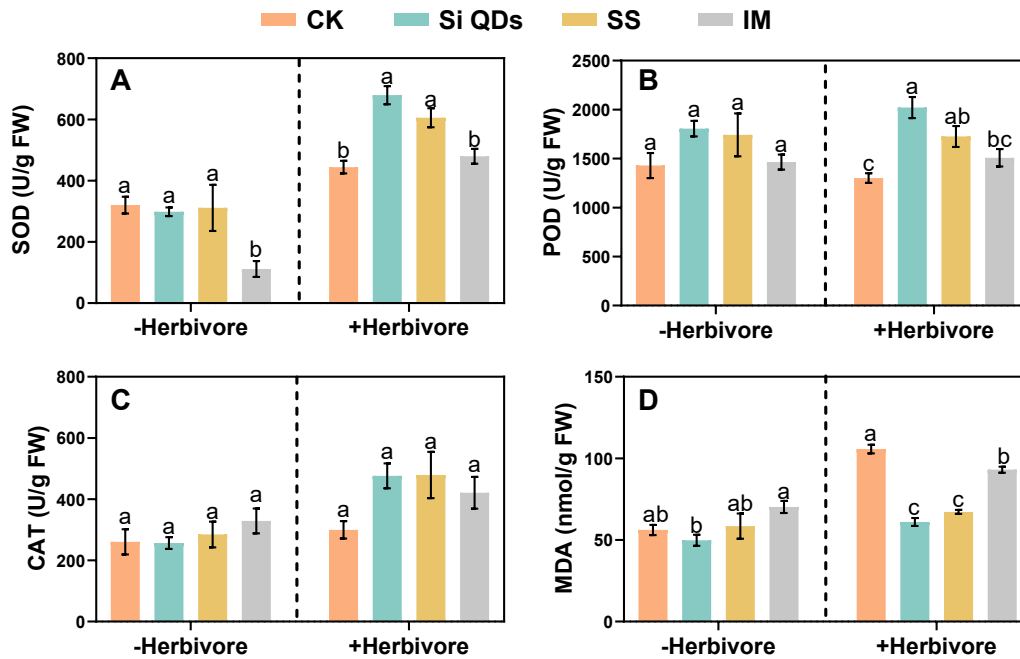 CK Si QDs SS IM
A
SOD (U/g FW)
800
600
400
200
0
a a a b
b a a b
-Herbivore +Herbivore
B
POD (U/g FW)
2500
2000
1500
1000
500
0
a a a a
c a ab bc
-Herbivore +Herbivore
C
CAT (U/g FW)
800
600
400
200
0
a a a a
a a a a
-Herbivore +Herbivore
D
MDA (nmol/g FW)
150
100
50
0
ab b ab a
a c c b
-Herbivore +Herbivore